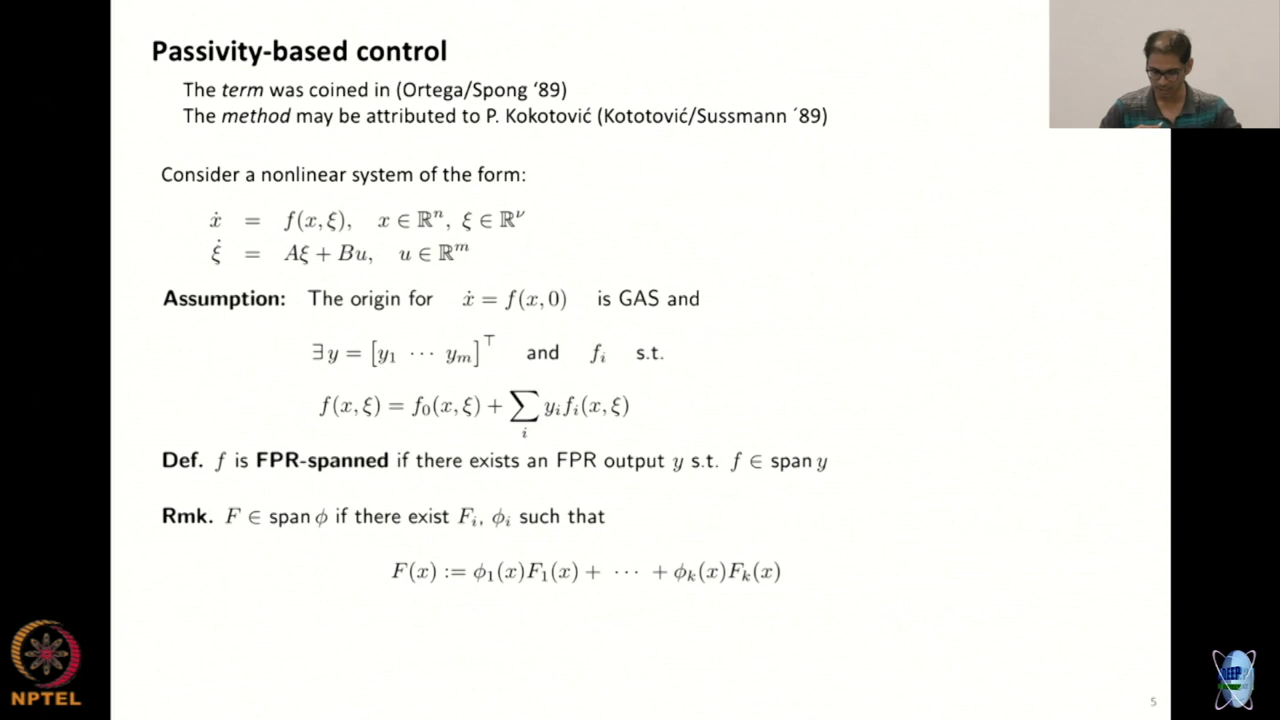 Passivity-based control
The term was coined in (Ortega/Spong ‘89)
The method may be attributed to P. Kokotović (Kototović/Sussmann ´89)
Consider a nonlinear system of the form:
ẋ = f(x, ξ), x ∈ ℝⁿ, ξ ∈ ℝ^ν
ξ̇ = Aξ + Bu, u ∈ ℝᵐ
Assumption: The origin for ẋ = f(x, 0) is GAS and
∃ y = [y₁ ⋯ yₘ]^⊤ and fᵢ s.t.
f(x, ξ) = f₀(x, ξ) + ∑ᵢ yᵢfᵢ(x, ξ)
Def. f is FPR-spanned if there exists an FPR output y s.t. f ∈ span y
Rmk. F ∈ span ϕ if there exist Fᵢ, ϕᵢ such that
F(x) := ϕ₁(x)F₁(x) + ⋯ + ϕₖ(x)Fₖ(x)
NPTEL
5